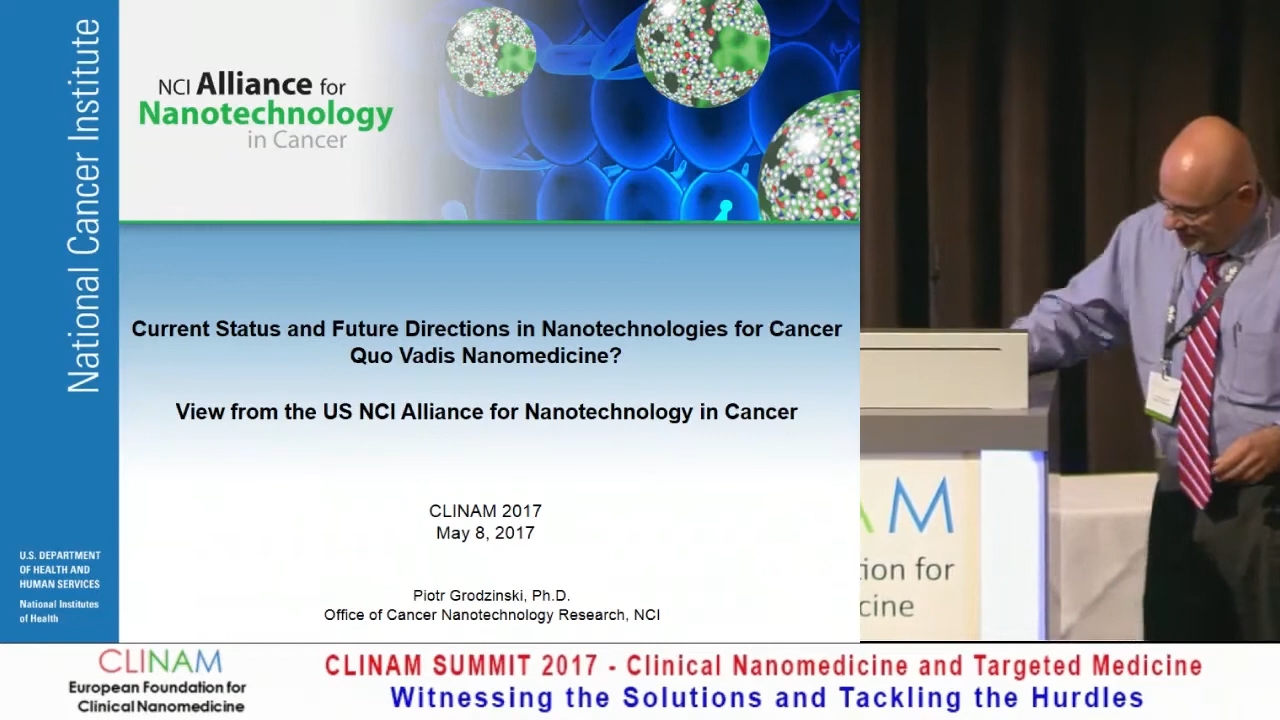 National Cancer Institute
NCI Alliance for
Nanotechnology
in Cancer
Current Status and Future Directions in Nanotechnologies for Cancer
Quo Vadis Nanomedicine?
View from the US NCI Alliance for Nanotechnology in Cancer
CLINAM 2017
May 8, 2017
Piotr Grodzinski, Ph.D.
Office of Cancer Nanotechnology Research, NCI
U.S. DEPARTMENT
OF HEALTH AND
HUMAN SERVICES
National Institutes
of Health
AM
ion for
cine
CLINAM
European Foundation for
Clinical Nanomedicine
CLINAM SUMMIT 2017 - Clinical Nanomedicine and Targeted Medicine
Witnessing the Solutions and Tackling the Hurdles